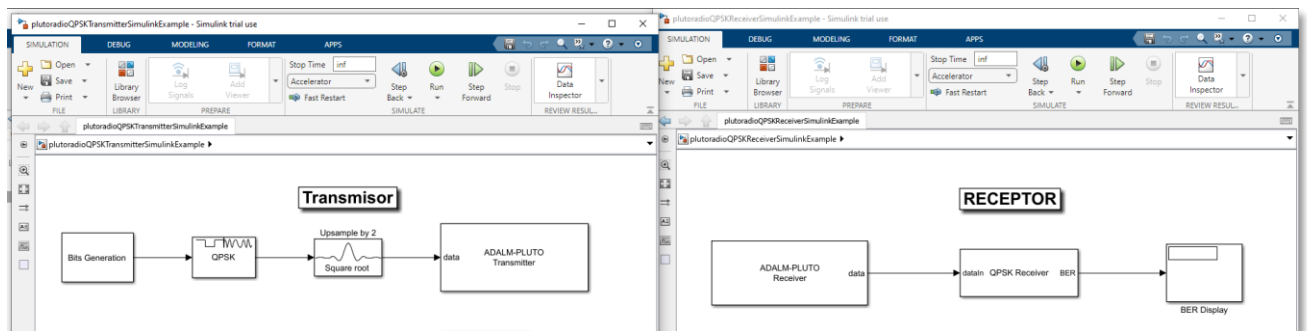 plutoradioQPSKTransmitterSimulinkExample - Simulink trial use
SIMULATION DEBUG MODELING FORMAT APPS
New
Open
Save
Print
FILE
Library
Browser
LIBRARY
Log
Signals
Add
Viewer
PREPARE
Stop Time inf
Accelerator
Fast Restart
Step
Back
Run
Step
Forward
Stop
SIMULATE
Data
Inspector
REVIEW RESUL...
plutoradioQPSKTransmitterSimulinkExample
plutoradioQPSKTransmitterSimulinkExample
Transmisor
Bits Generation
QPSK
Upsample by 2
Square root
data
ADALM-PLUTO
Transmitter
plutoradioQPSKReceiverSimulinkExample - Simulink trial use
SIMULATION DEBUG MODELING FORMAT APPS
New
Open
Save
Print
FILE
Library
Browser
LIBRARY
Log
Signals
Add
Viewer
PREPARE
Stop Time inf
Accelerator
Fast Restart
Step
Back
Run
Step
Forward
Stop
SIMULATE
Data
Inspector
REVIEW RESUL...
plutoradioQPSKReceiverSimulinkExample
plutoradioQPSKReceiverSimulinkExample
RECEPTOR
ADALM-PLUTO
Receiver
data
dataIn QPSK Receiver BER
BER Display